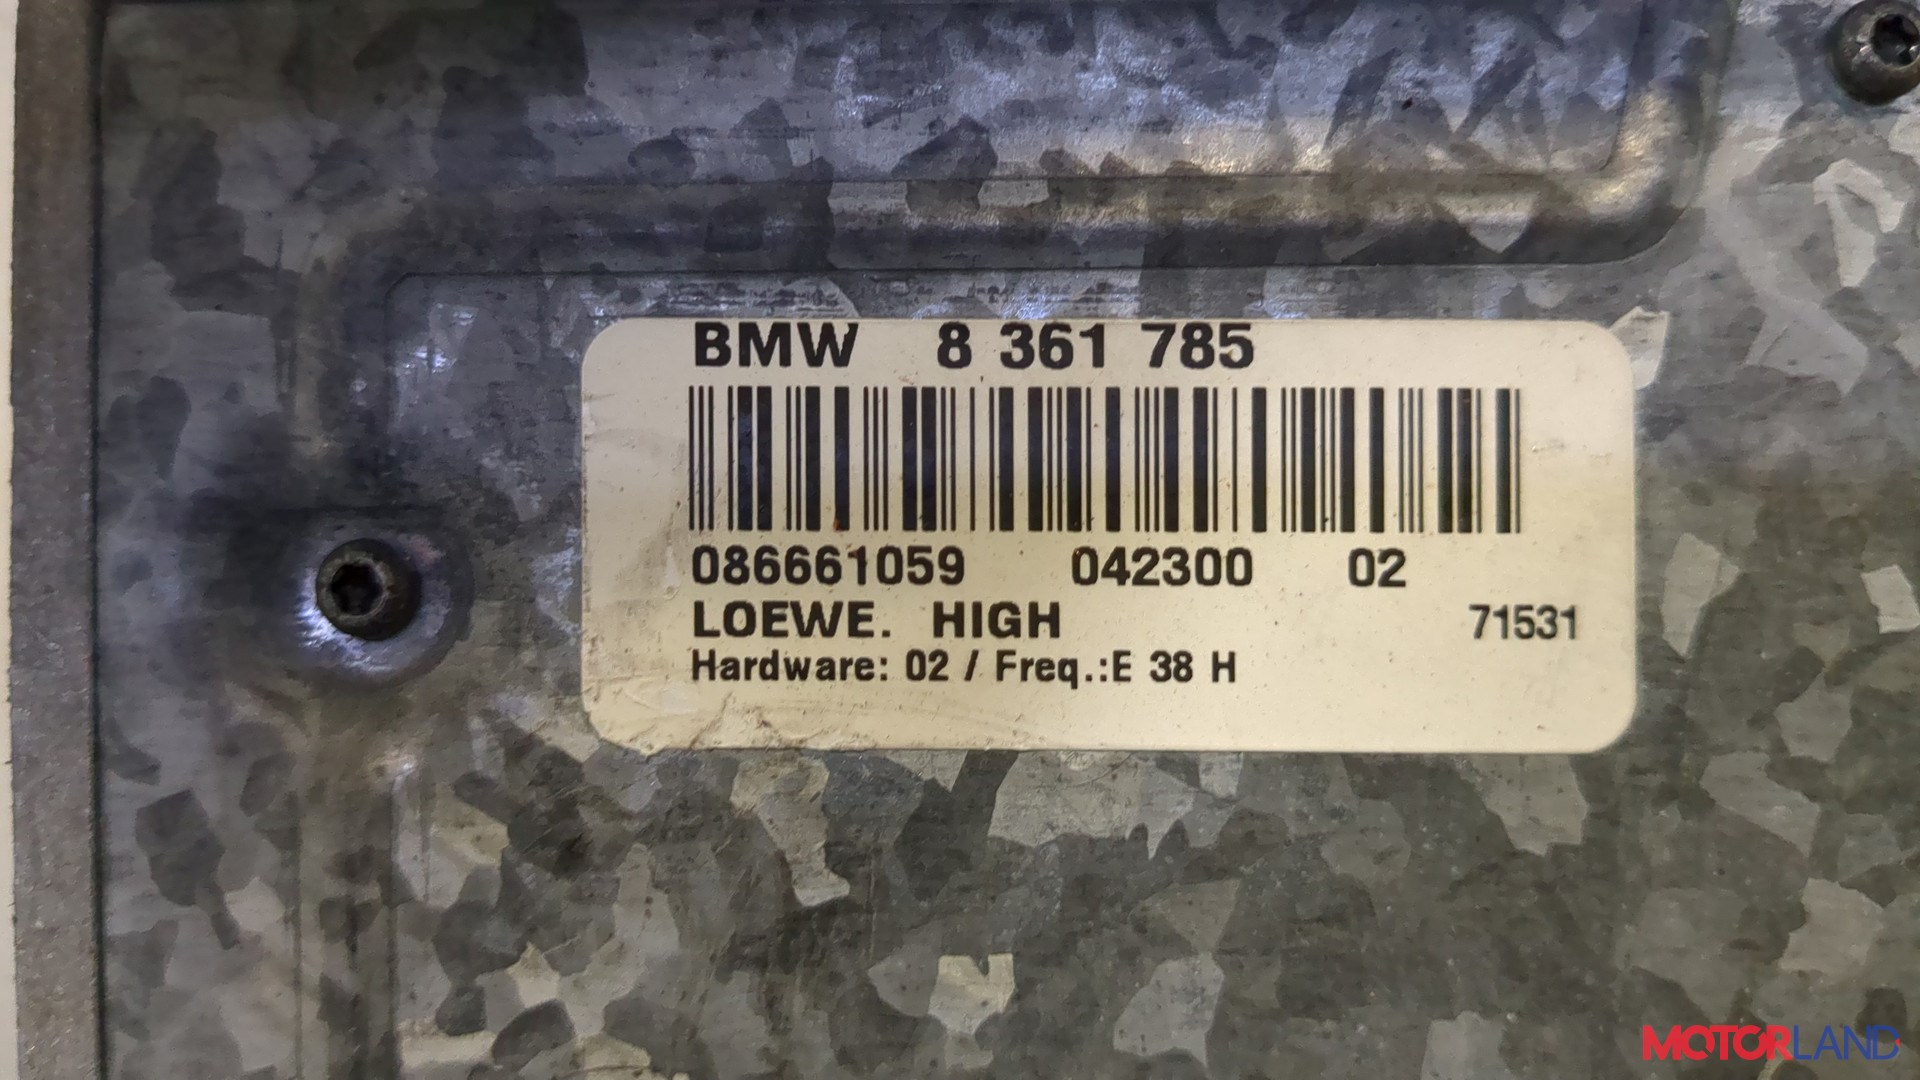 BMW 8 361 785
086661059 042300 02
LOEWE. HIGH 71531
Hardware: 02 / Freq.:E 38 H
MOTORLAND